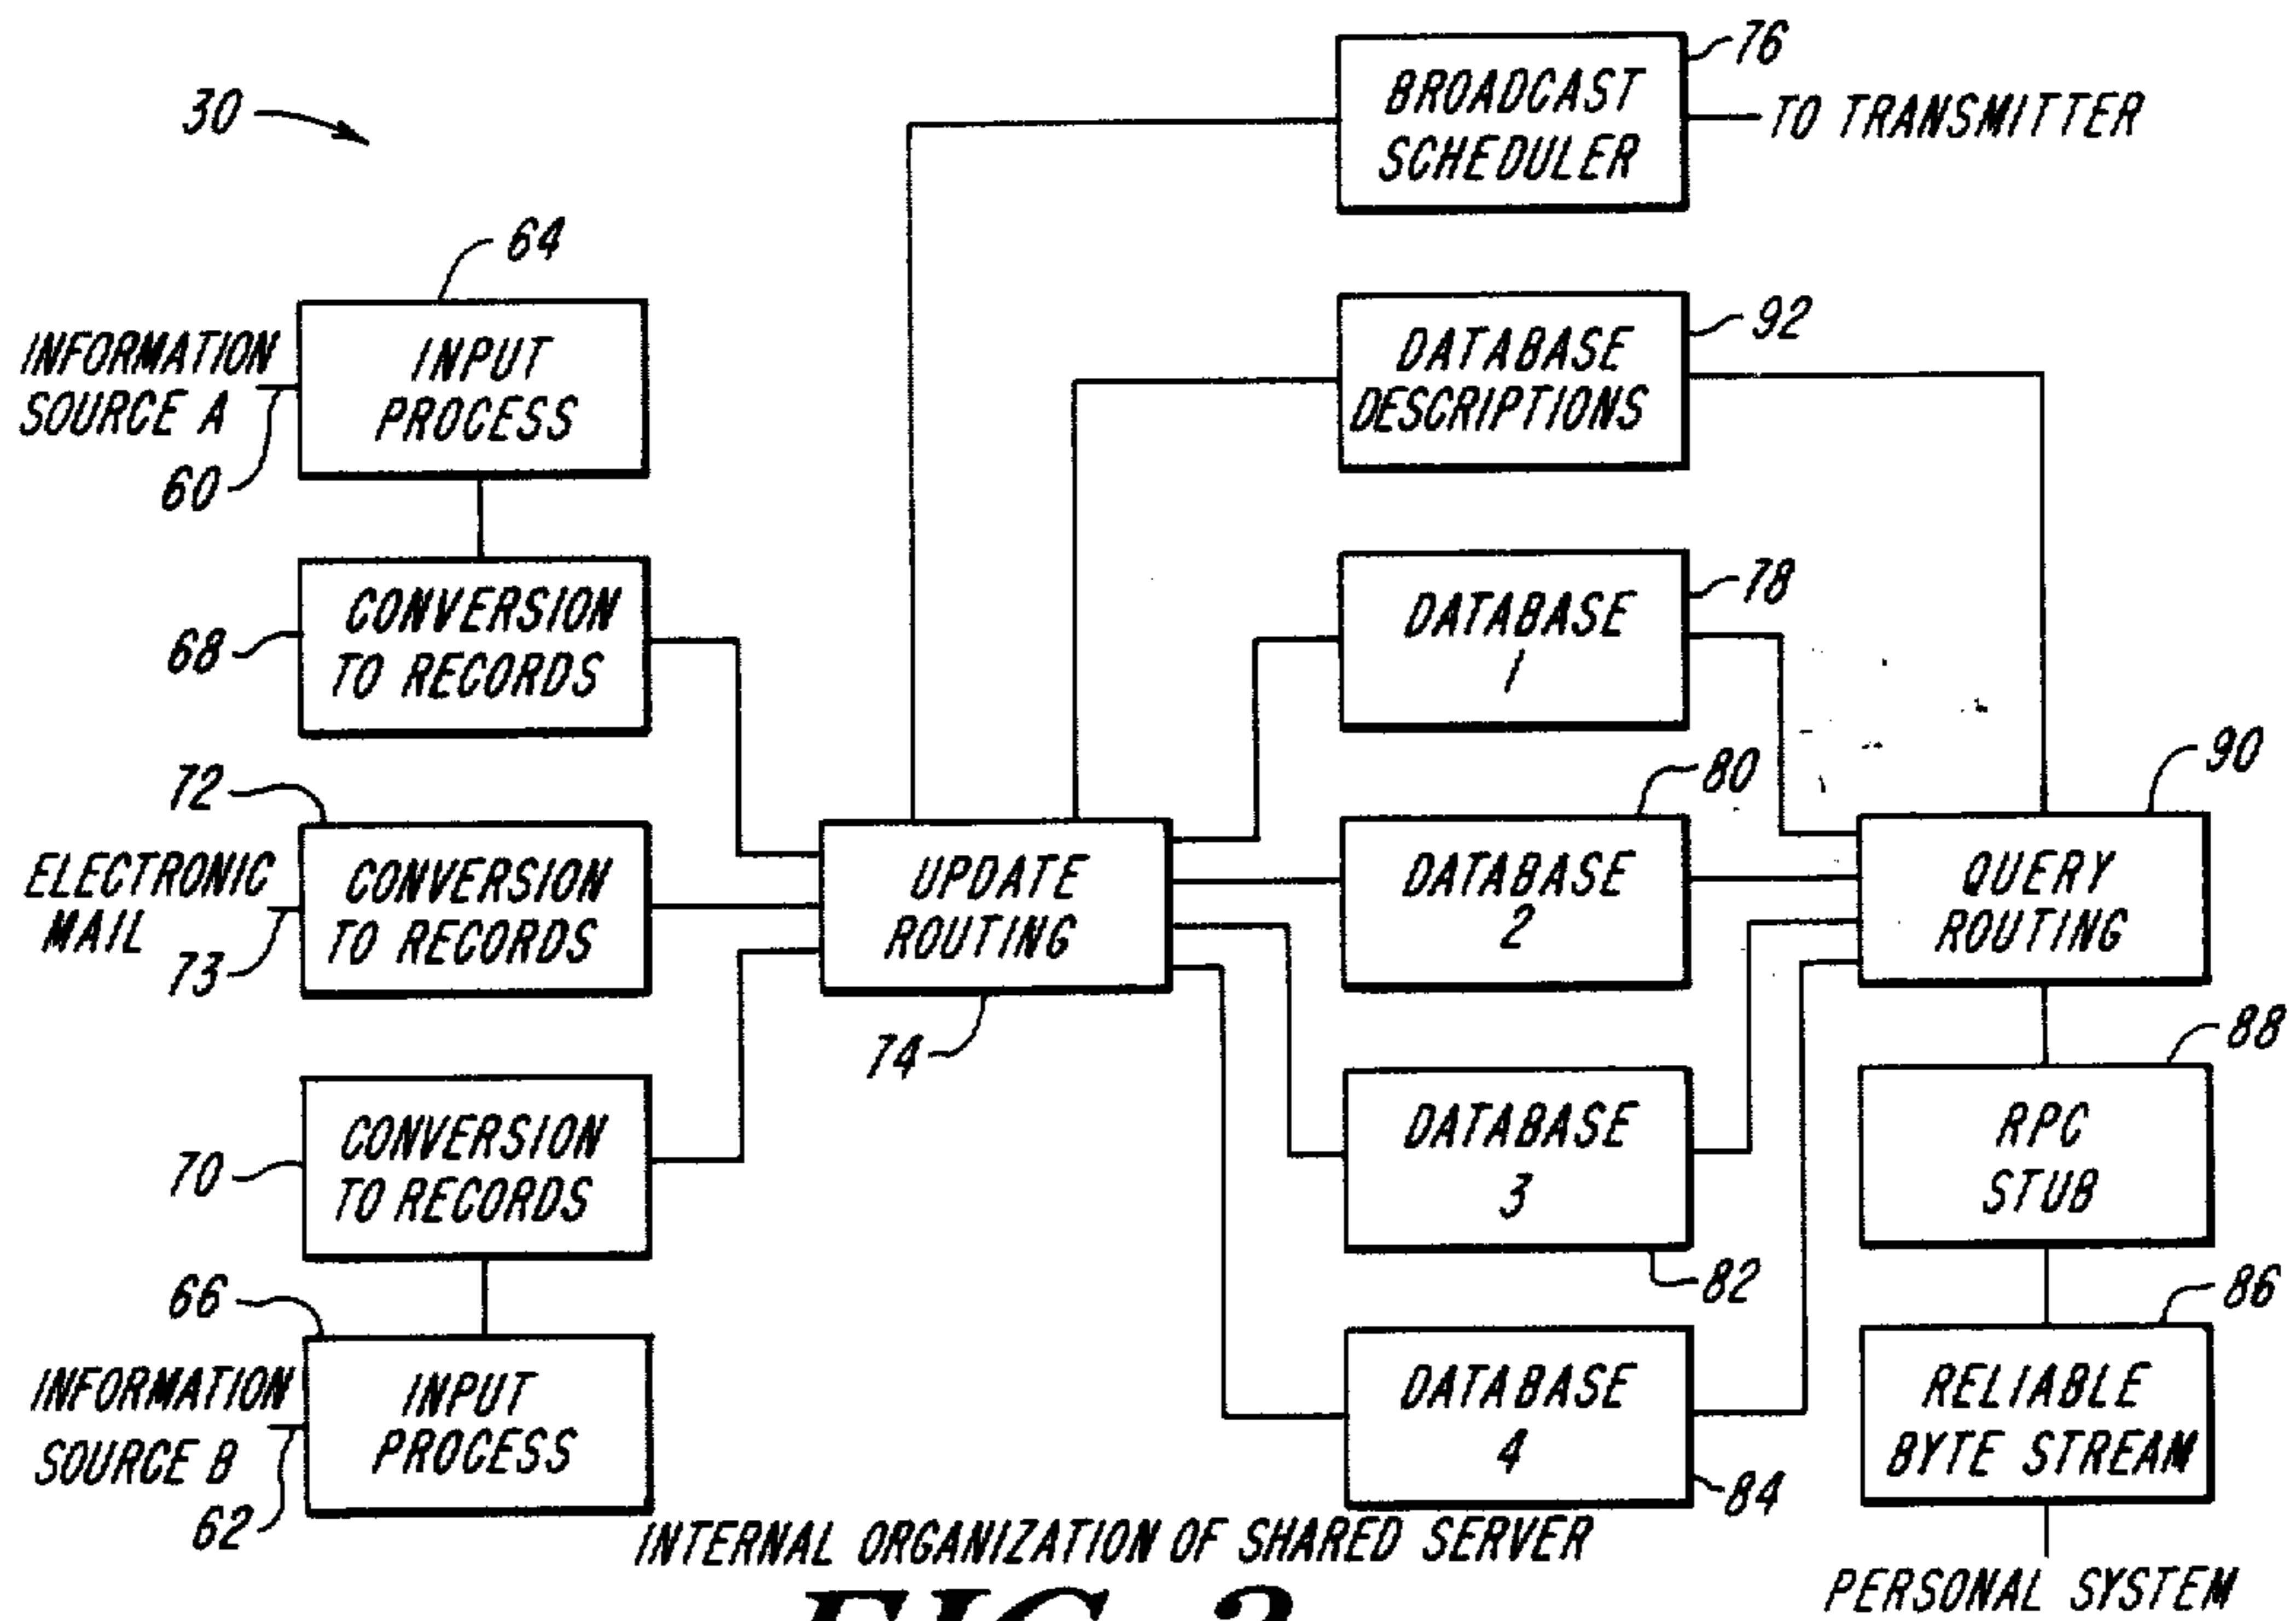 30
76
BROADCAST
SCHEDULER
TO TRANSMITTER
64
INPUT
PROCESS
INFORMATION
SOURCE A
60
92
DATABASE
DESCRIPTIONS
68
CONVERSION
TO RECORDS
78
DATABASE
1
72
CONVERSION
TO RECORDS
ELECTRONIC
MAIL
73
UPDATE
ROUTING
74
80
DATABASE
2
90
QUERY
ROUTING
70
CONVERSION
TO RECORDS
DATABASE
3
82
88
RPC
STUB
66
INPUT
PROCESS
INFORMATION
SOURCE B
62
DATABASE
4
84
86
RELIABLE
BYTE STREAM
PERSONAL SYSTEM
INTERNAL ORGANIZATION OF SHARED SERVER